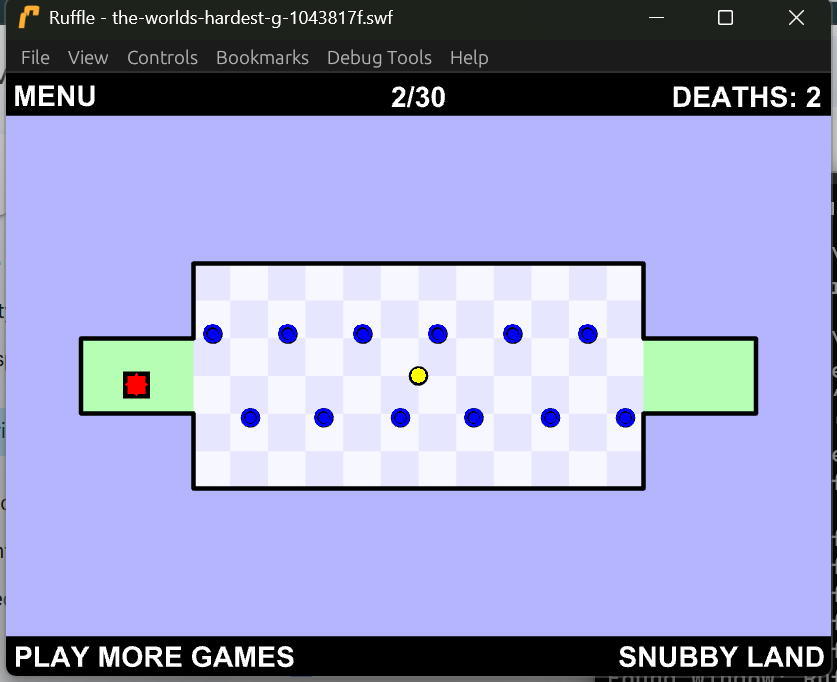 Ruffle - the-worlds-hardest-g-1043817f.swf
File View Controls Bookmarks Debug Tools Help
MENU 2/30 DEATHS: 2
PLAY MORE GAMES SNUBBY LAND